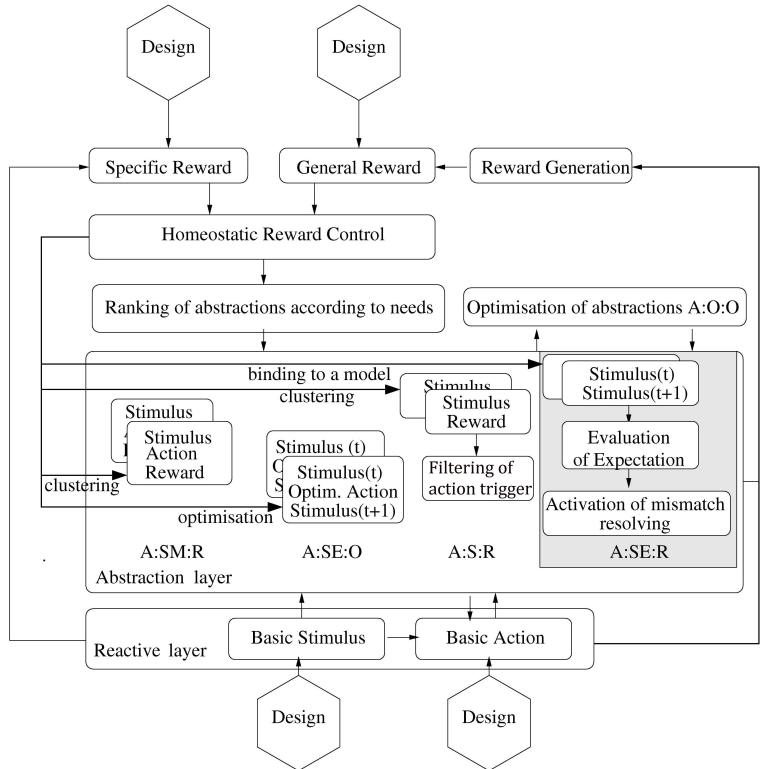 Design
Design
Specific Reward
General Reward
Reward Generation
Homeostatic Reward Control
Ranking of abstractions according to needs
Optimisation of abstractions A:O:O
binding to a model
clustering
Stimulus
Stimulus
Action
Reward
clustering
Stimulus (t)
Stimulus(t)
Optim. Action
Stimulus(t+1)
optimisation
Stimulus
Stimulus
Reward
Filtering of
action trigger
Stimulus(t)
Stimulus(t+1)
Evaluation
of Expectation
Activation of mismatch
resolving
A:SM:R
A:SE:O
A:S:R
A:SE:R
Abstraction layer
Reactive layer
Basic Stimulus
Basic Action
Design
Design